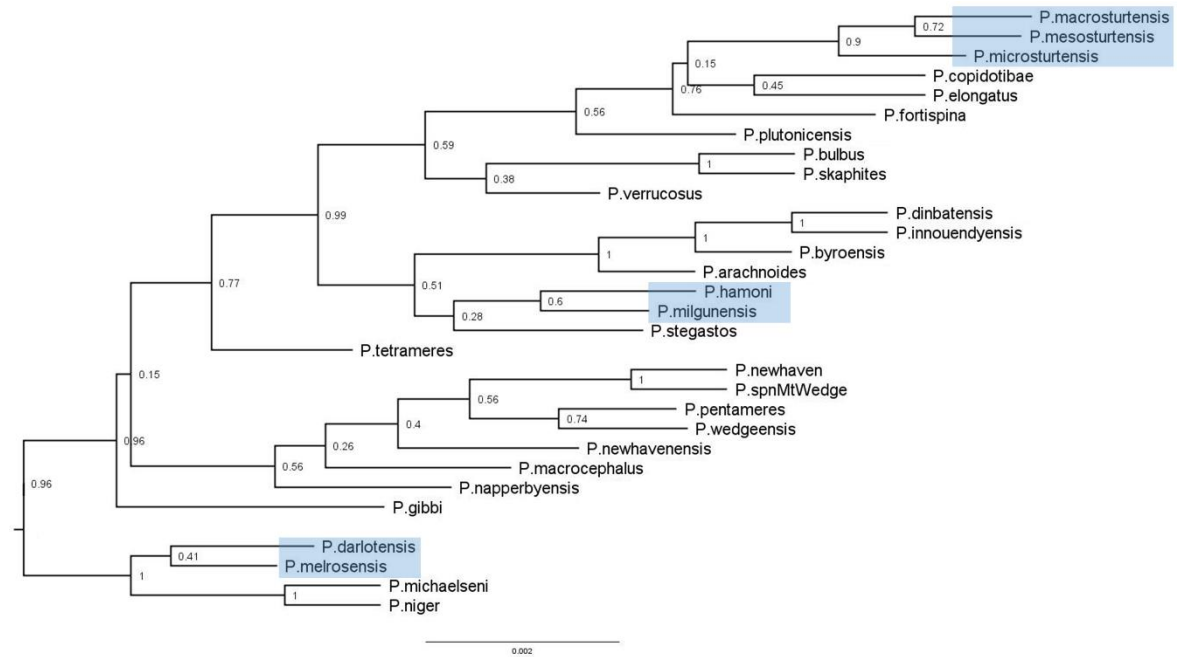 P.macrosturtensis
0.72
P.mesosturtensis
0.9
P.microsturtensis
0.15
P.copidotibae
0.76
0.45
P.elongatus
0.56
P.fortispina
P.plutonicensis
0.59
P.bulbus
1
P.skaphites
0.38
P.verrucosus
0.99
P.dinbatensis
1
P.innouendyensis
1
P.byroensis
1
P.arachnoides
0.77
0.51
P.hamoni
0.6
P.milgunensis
0.28
P.stegastos
P.tetrameres
0.15
P.newhaven
1
P.spnMtWedge
0.56
P.pentameres
0.74
P.wedgeensis
0.4
0.96
P.newhavenensis
0.26
P.macrocephalus
0.56
P.napperbyensis
0.96
P.gibbi
P.darlotensis
0.41
P.melrosensis
1
P.michaelseni
1
P.niger
0.002